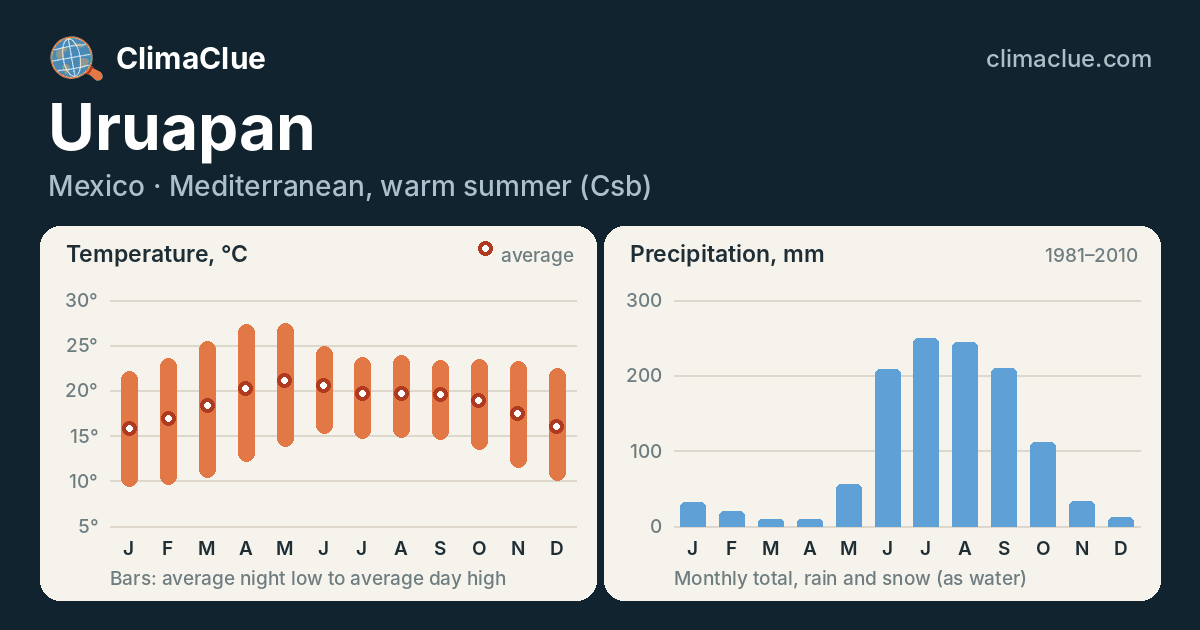 ClimaClue
climaclue.com
Uruapan
Mexico · Mediterranean, warm summer (Csb)
Temperature, °C
average
30°
25°
20°
15°
10°
5°
J F M A M J J A S O N D
Bars: average night low to average day high
Precipitation, mm
1981–2010
300
200
100
0
J F M A M J J A S O N D
Monthly total, rain and snow (as water)